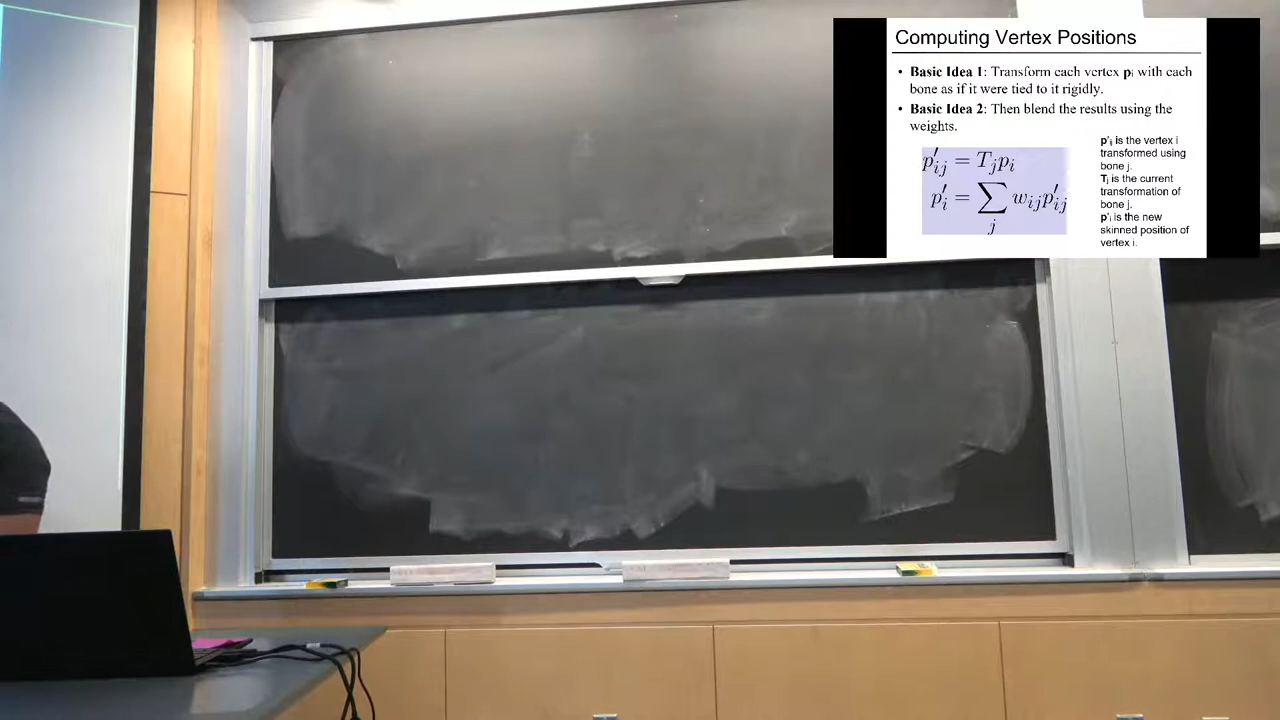 Computing Vertex Positions
• Basic Idea 1: Transform each vertex pᵢ with each
bone as if it were tied to it rigidly.
• Basic Idea 2: Then blend the results using the
weights.
p′ᵢⱼ = Tⱼpᵢ
p′ᵢ = ∑ⱼ wᵢⱼp′ᵢⱼ
p'ᵢⱼ is the vertex i
transformed using
bone j.
Tⱼ is the current
transformation of
bone j.
p'ᵢ is the new
skinned position of
vertex i.